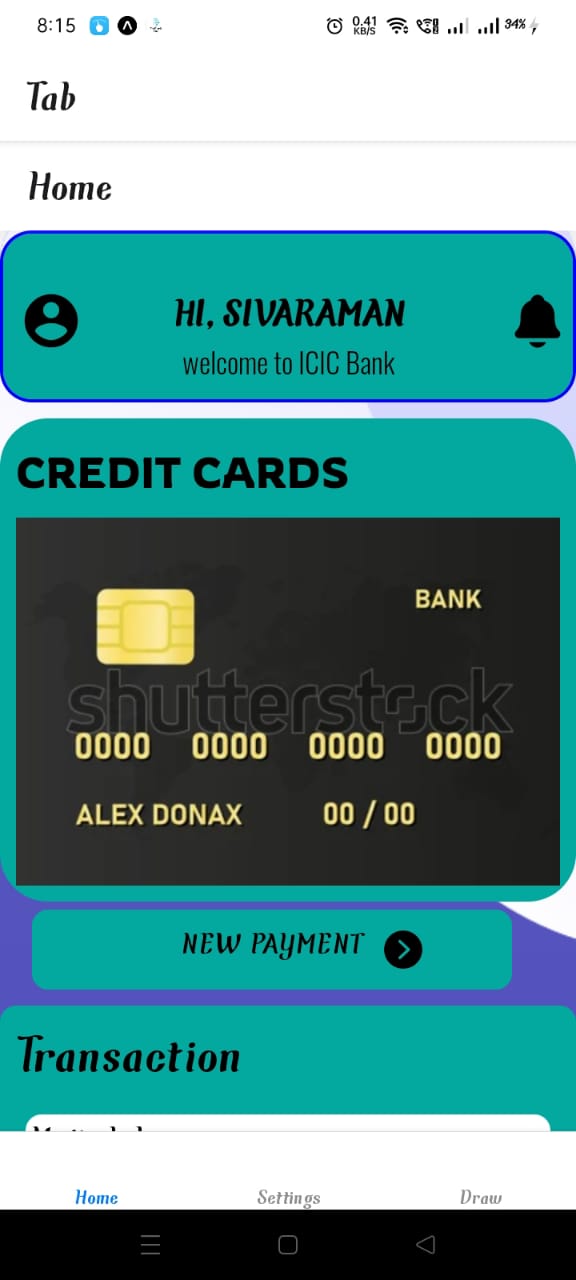 8:15
0.41 KB/S
34%
Tab
Home
HI, SIVARAMAN
welcome to ICIC Bank
CREDIT CARDS
BANK
shutterstock
0000 0000 0000 0000
ALEX DONAX 00 / 00
NEW PAYMENT
Transaction
Home Settings Draw